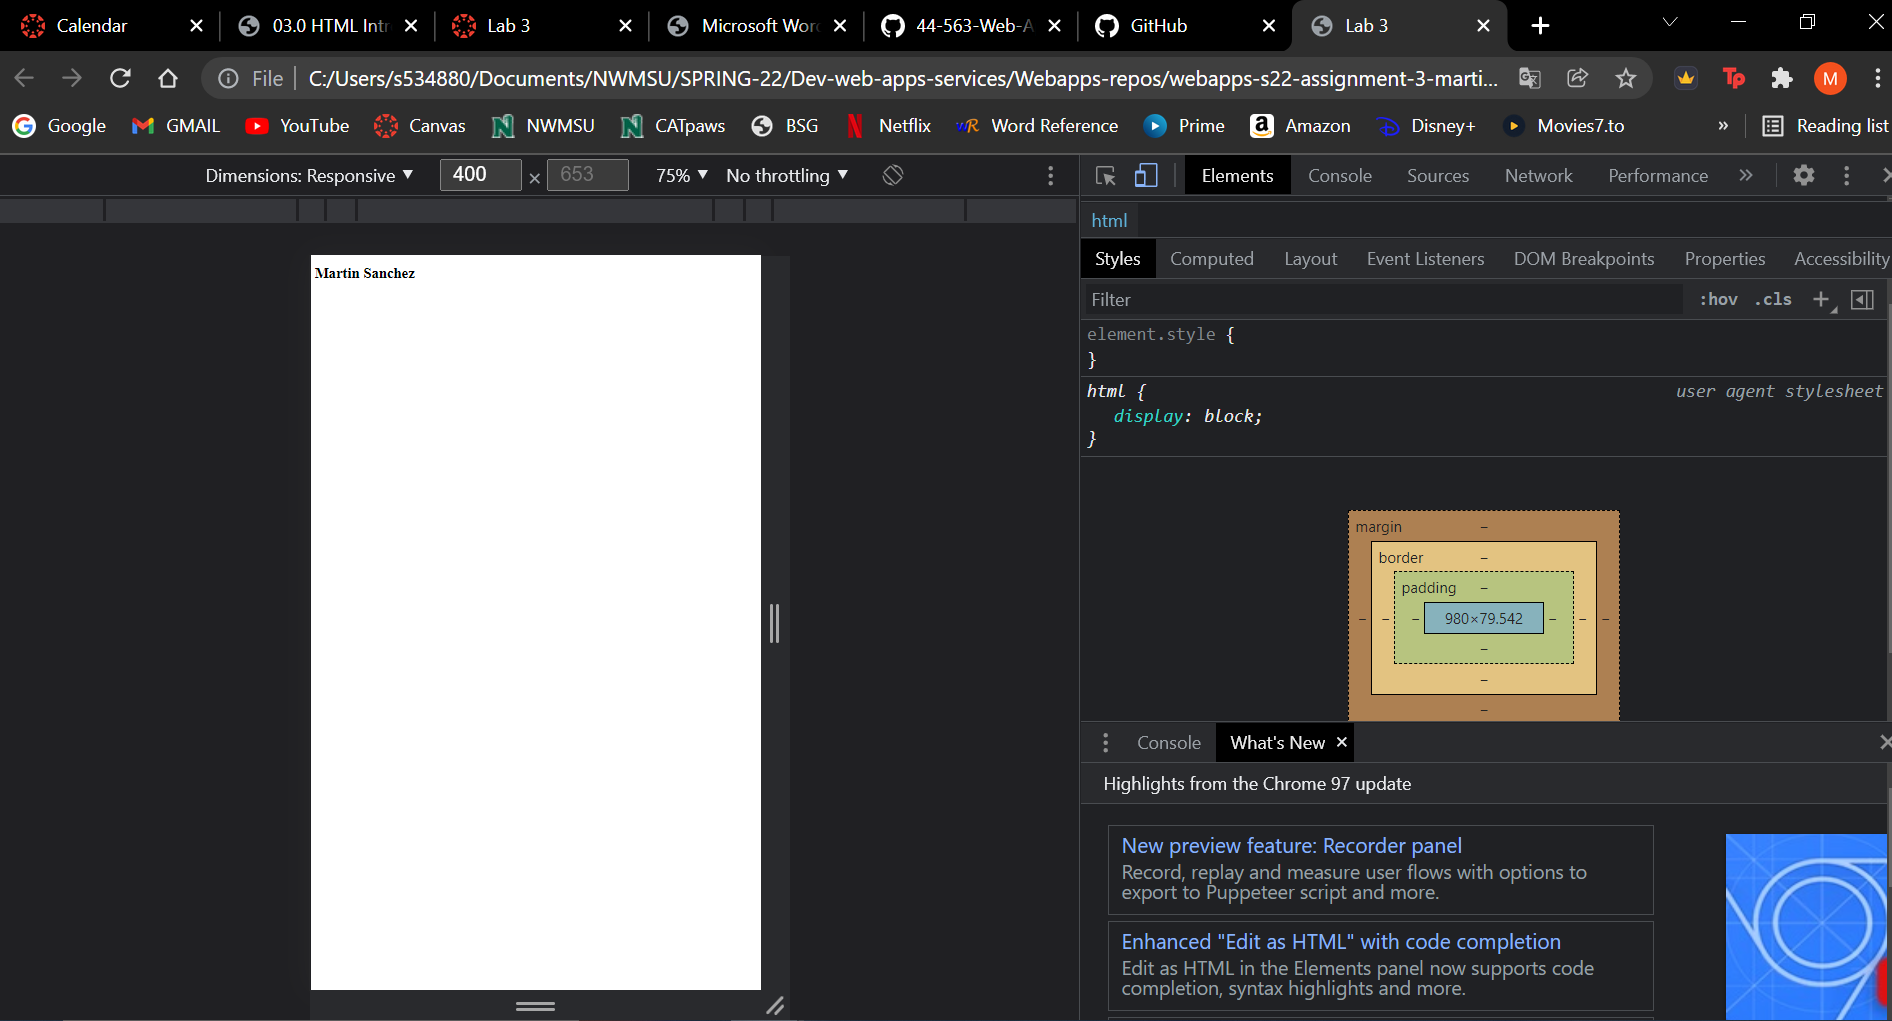 Calendar
03.0 HTML Intr
Lab 3
Microsoft Word
44-563-Web-A
GitHub
Lab 3
File C:/Users/s534880/Documents/NWMSU/SPRING-22/Dev-web-apps-services/Webapps-repos/webapps-s22-assignment-3-marti... Tp M
Google GMAIL YouTube Canvas NWMSU CATpaws BSG Netflix Word Reference Prime Amazon Disney+ Movies7.to » Reading list
Dimensions: Responsive ▼ 400 × 653 75% ▼ No throttling ▼
Elements Console Sources Network Performance »
html
Styles Computed Layout Event Listeners DOM Breakpoints Properties Accessibility
Filter :hov .cls +
element.style {
}
html { user agent stylesheet
display: block;
}
margin –
border –
padding –
– – – 980×79.542 – – –
–
–
–
Console What's New ×
Highlights from the Chrome 97 update
New preview feature: Recorder panel
Record, replay and measure user flows with options to
export to Puppeteer script and more.
Enhanced "Edit as HTML" with code completion
Edit as HTML in the Elements panel now supports code
completion, syntax highlights and more.
Martin Sanchez